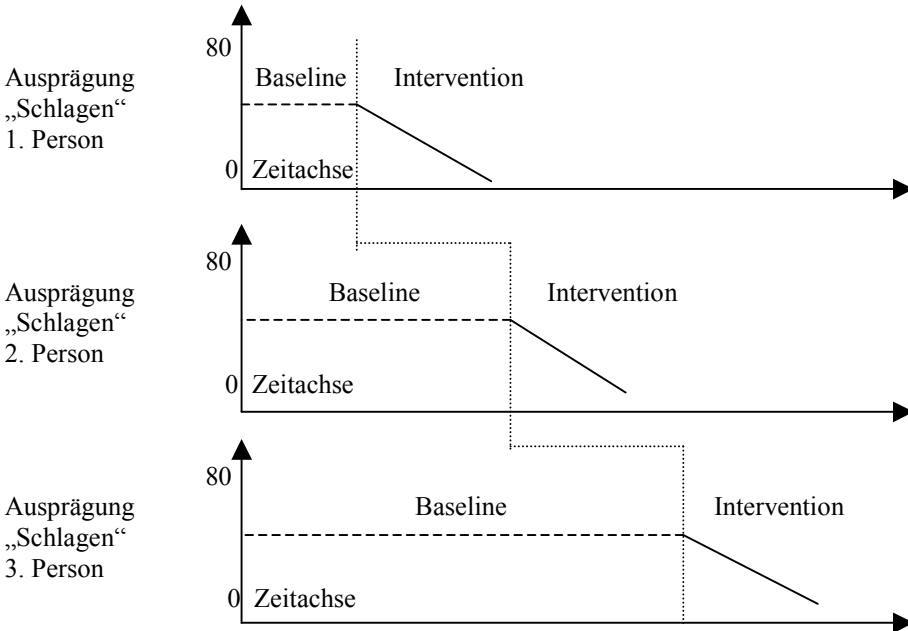 80
Baseline Intervention
Ausprägung
„Schlagen“
1. Person
0 Zeitachse
80
Baseline Intervention
Ausprägung
„Schlagen“
2. Person
0 Zeitachse
80
Baseline Intervention
Ausprägung
„Schlagen“
3. Person
0 Zeitachse